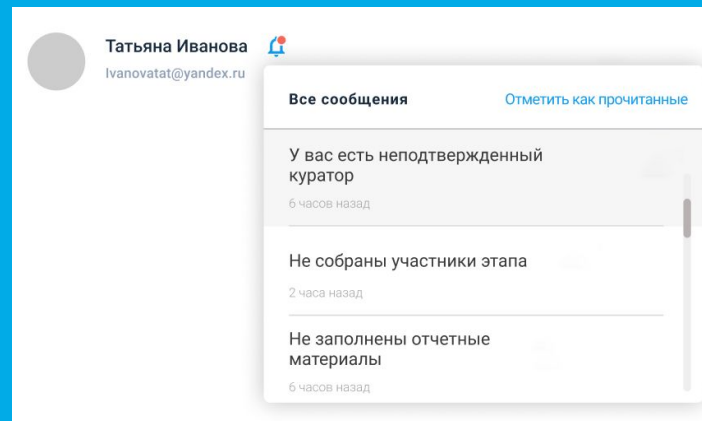 Татьяна Иванова
Ivanovatat@yandex.ru
Все сообщения
Отметить как прочитанные
У вас есть неподтвержденный
куратор
6 часов назад
Не собраны участники этапа
2 часа назад
Не заполнены отчетные
материалы
6 часов назад